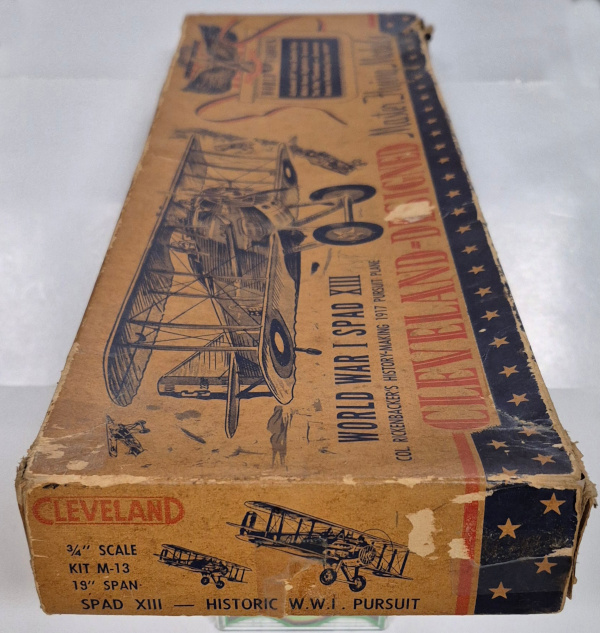 CLEVELAND=DESIGNED Master Flying Model
WORLD WAR I SPAD XIII
COL. RICKENBACKER'S HISTORY-MAKING 1917 PURSUIT PLANE
CLEVELAND
3/4" SCALE
KIT M-13
19" SPAN
SPAD XIII — HISTORIC W.W.I. PURSUIT